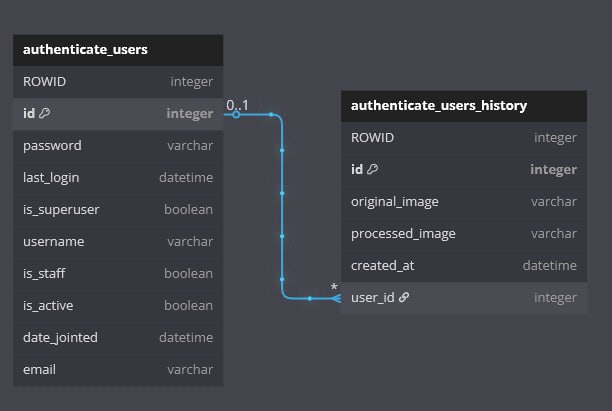 authenticate_users
ROWID integer
id integer
password varchar
last_login datetime
is_superuser boolean
username varchar
is_staff boolean
is_active boolean
date_jointed datetime
email varchar
0..1
*
authenticate_users_history
ROWID integer
id integer
original_image varchar
processed_image varchar
created_at datetime
user_id integer